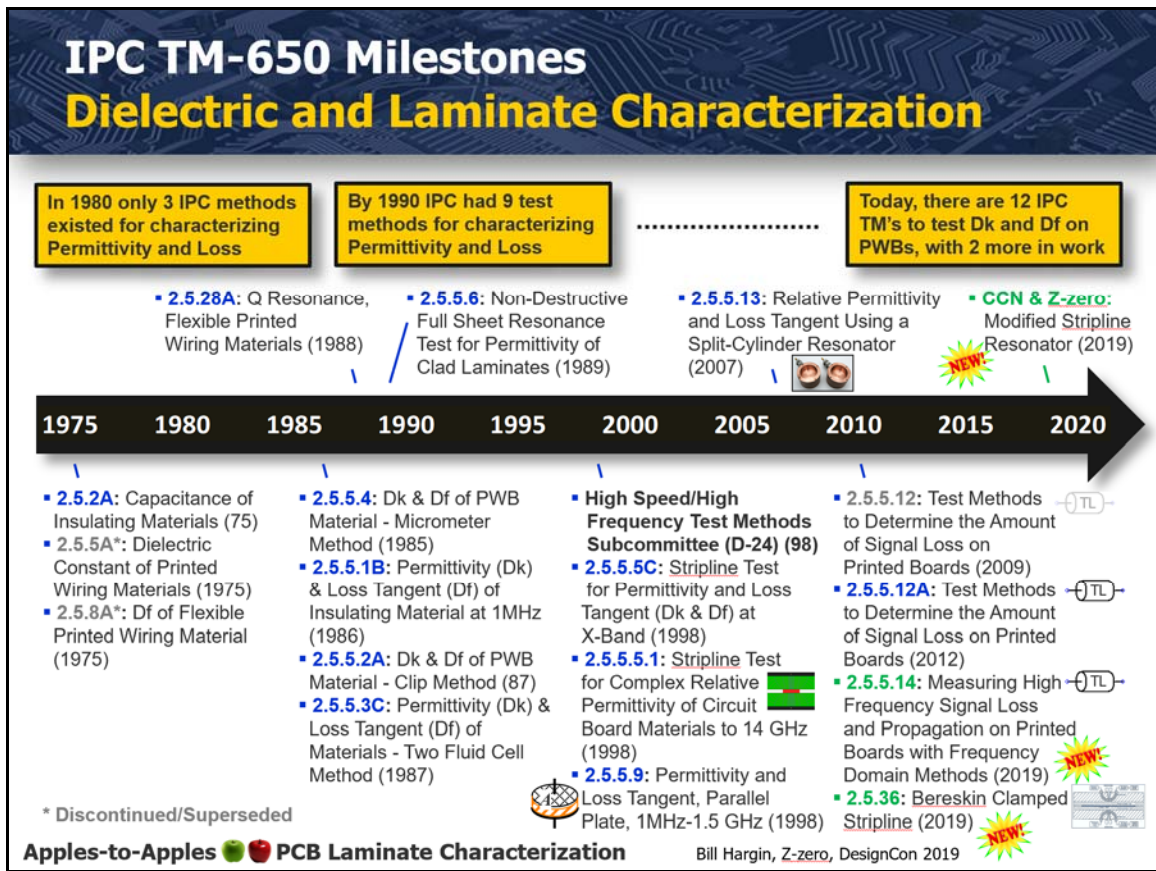 IPC TM-650 Milestones
Dielectric and Laminate Characterization
In 1980 only 3 IPC methods
existed for characterizing
Permittivity and Loss
By 1990 IPC had 9 test
methods for characterizing
Permittivity and Loss
Today, there are 12 IPC
TM's to test Dk and Df on
PWBs, with 2 more in work
▪ 2.5.28A: Q Resonance,
Flexible Printed
Wiring Materials (1988)
▪ 2.5.5.6: Non-Destructive
Full Sheet Resonance
Test for Permittivity of
Clad Laminates (1989)
▪ 2.5.5.13: Relative Permittivity
and Loss Tangent Using a
Split-Cylinder Resonator
(2007)
▪ CCN & Z-zero:
Modified Stripline
Resonator (2019)
NEW!
1975 1980 1985 1990 1995 2000 2005 2010 2015 2020
▪ 2.5.2A: Capacitance of
Insulating Materials (75)
▪ 2.5.5A*: Dielectric
Constant of Printed
Wiring Materials (1975)
▪ 2.5.8A*: Df of Flexible
Printed Wiring Material
(1975)
▪ 2.5.5.4: Dk & Df of PWB
Material - Micrometer
Method (1985)
▪ 2.5.5.1B: Permittivity (Dk)
& Loss Tangent (Df) of
Insulating Material at 1MHz
(1986)
▪ 2.5.5.2A: Dk & Df of PWB
Material - Clip Method (87)
▪ 2.5.5.3C: Permittivity (Dk) &
Loss Tangent (Df) of
Materials - Two Fluid Cell
Method (1987)
▪ High Speed/High
Frequency Test Methods
Subcommittee (D-24) (98)
▪ 2.5.5.5C: Stripline Test
for Permittivity and Loss
Tangent (Dk & Df) at
X-Band (1998)
▪ 2.5.5.5.1: Stripline Test
for Complex Relative
Permittivity of Circuit
Board Materials to 14 GHz
(1998)
▪ 2.5.5.9: Permittivity and
Loss Tangent, Parallel
Plate, 1MHz-1.5 GHz (1998)
A
▪ 2.5.5.12: Test Methods
to Determine the Amount
of Signal Loss on
Printed Boards (2009)
TL
▪ 2.5.5.12A: Test Methods
to Determine the Amount
of Signal Loss on Printed
Boards (2012)
TL
▪ 2.5.5.14: Measuring High
Frequency Signal Loss
and Propagation on Printed
Boards with Frequency
Domain Methods (2019)
TL
NEW!
▪ 2.5.36: Bereskin Clamped
Stripline (2019)
NEW!
* Discontinued/Superseded
Apples-to-Apples PCB Laminate Characterization
Bill Hargin, Z-zero, DesignCon 2019